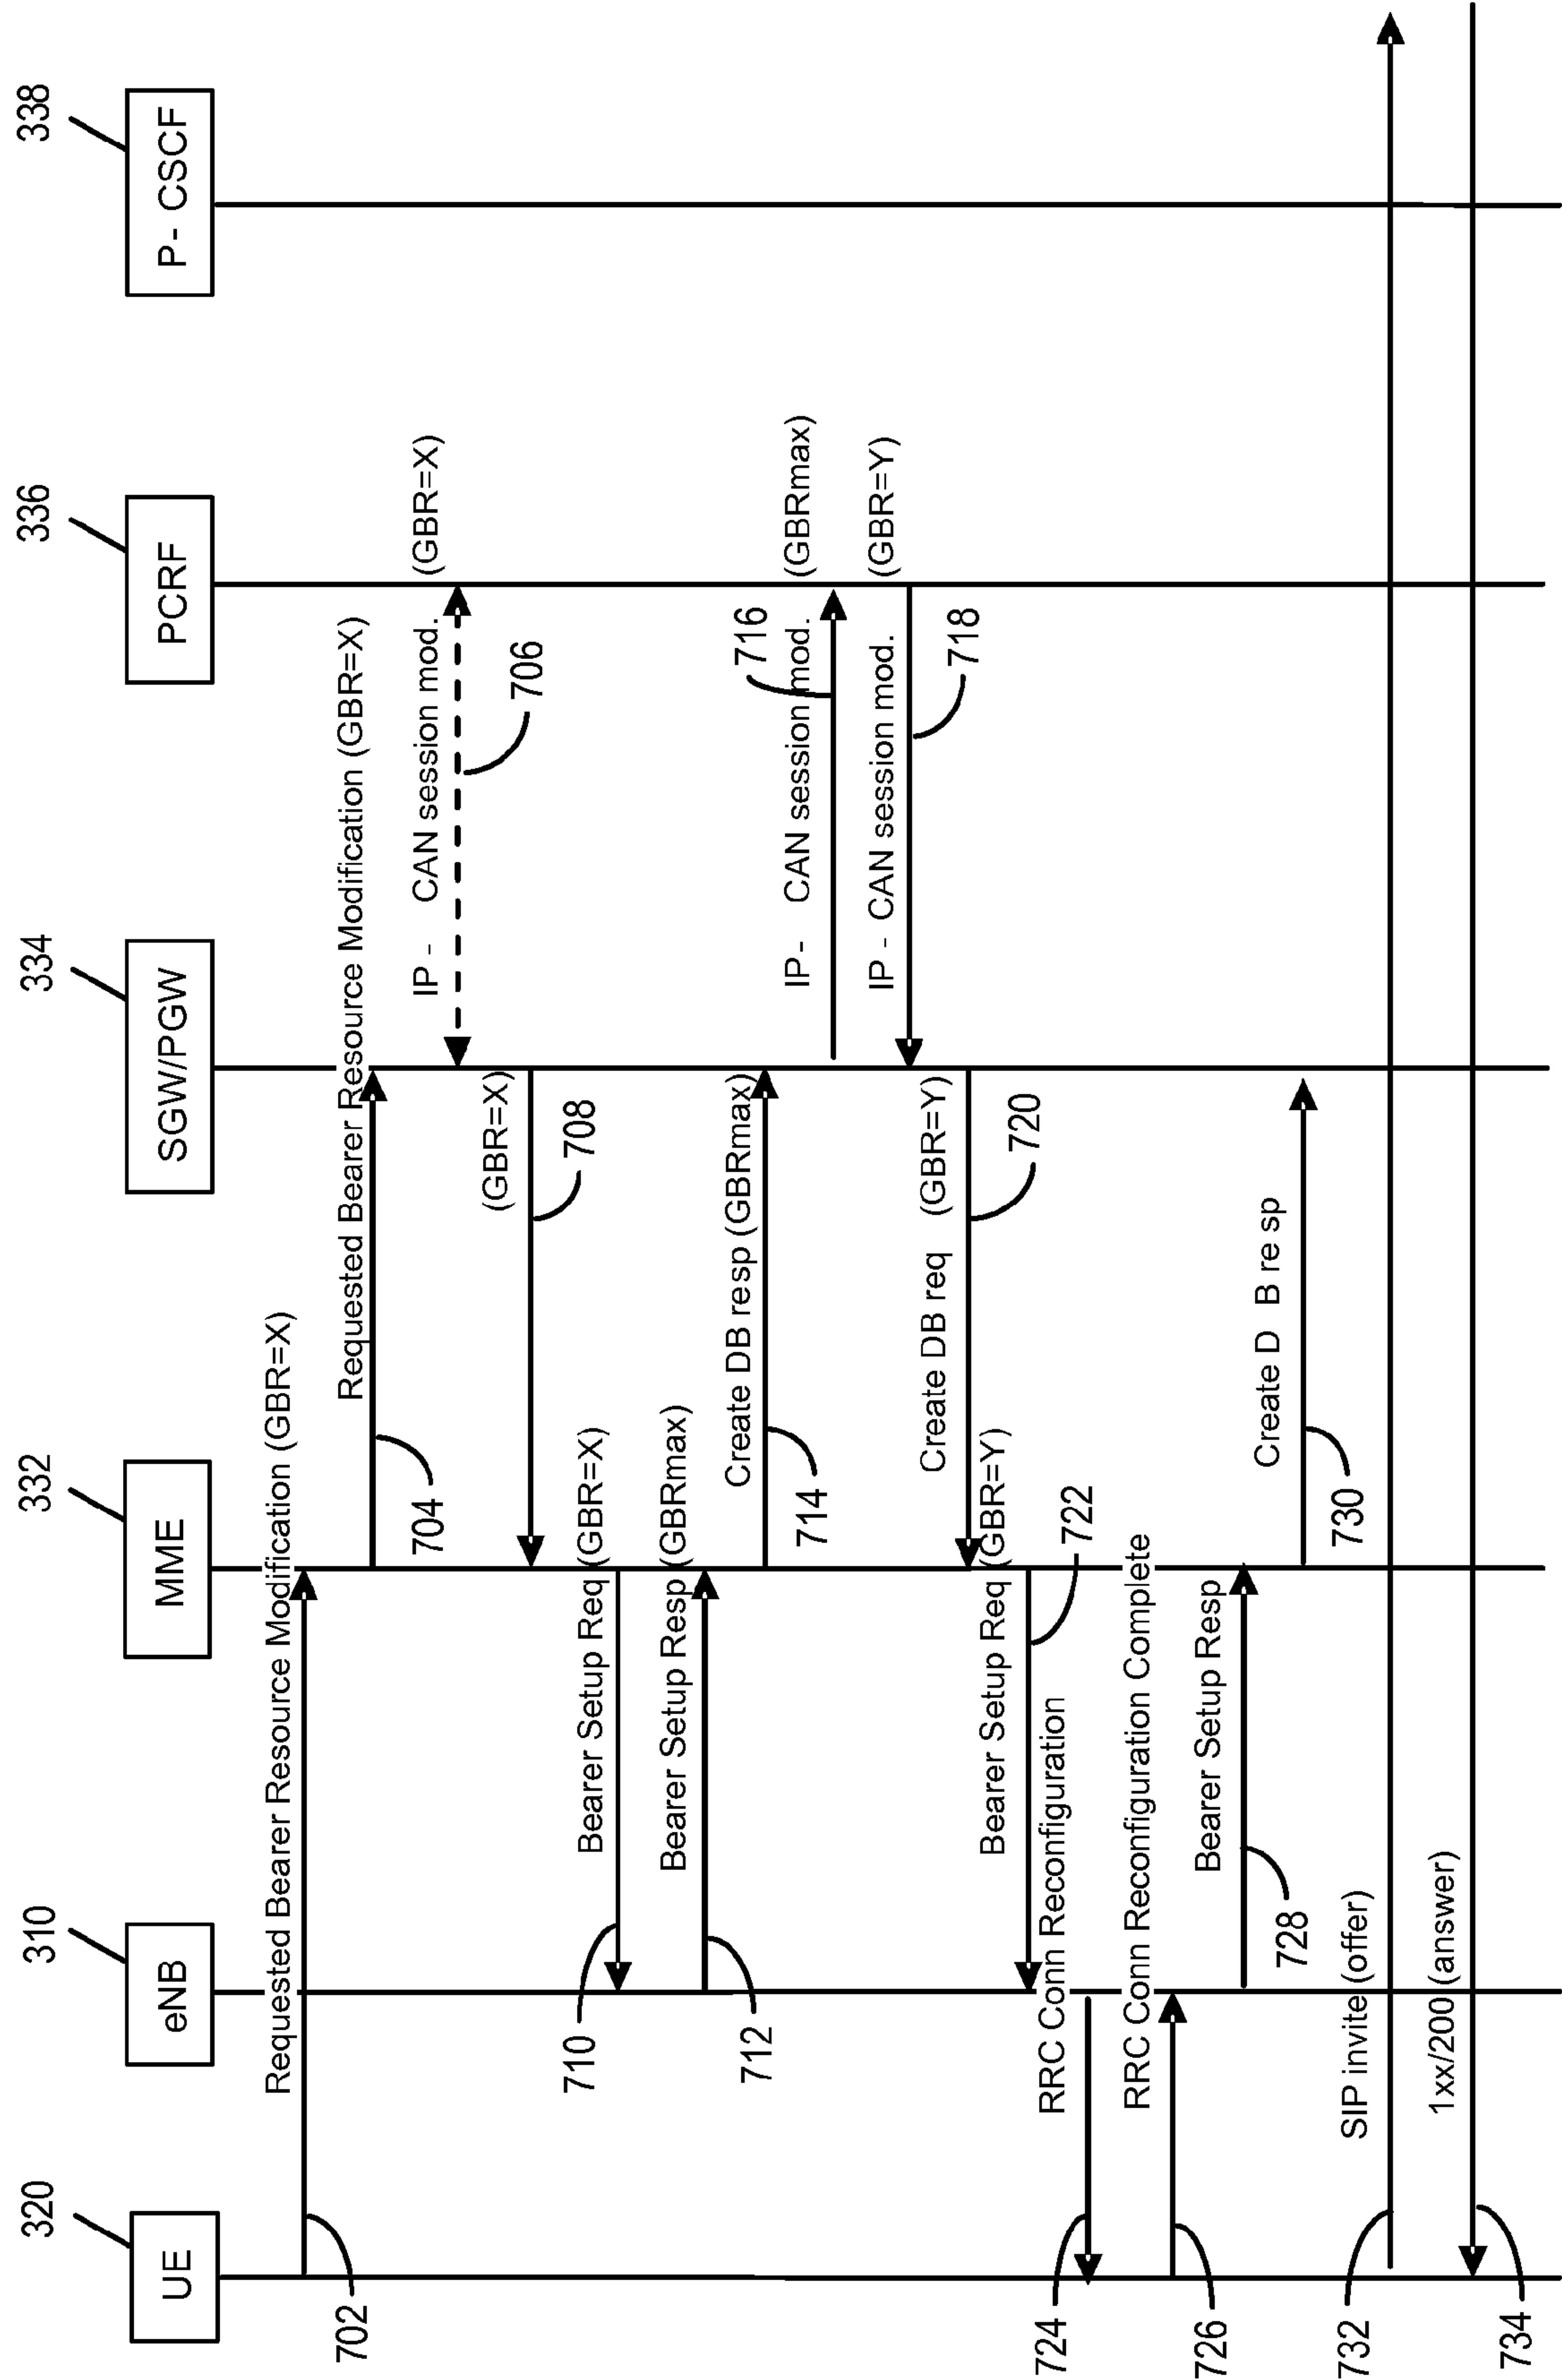 320
310
332
334
336
338
UE
eNB
MME
SGW/PGW
PCRF
P- CSCF
Requested Bearer Resource Modification (GBR=X)
702
Requested Bearer Resource Modification (GBR=X)
704
IP - CAN session mod. (GBR=X)
706
(GBR=X)
708
Bearer Setup Req (GBR=X)
710
Bearer Setup Resp (GBRmax)
712
Create DB resp (GBRmax)
714
716
IP- CAN session mod. (GBRmax)
IP - CAN session mod. (GBR=Y)
718
Create DB req (GBR=Y)
720
Bearer Setup Req (GBR=Y)
722
RRC Conn Reconfiguration
724
RRC Conn Reconfiguration Complete
726
Bearer Setup Resp
728
Create D B re sp
730
SIP invite (offer)
732
1xx/200 (answer)
734